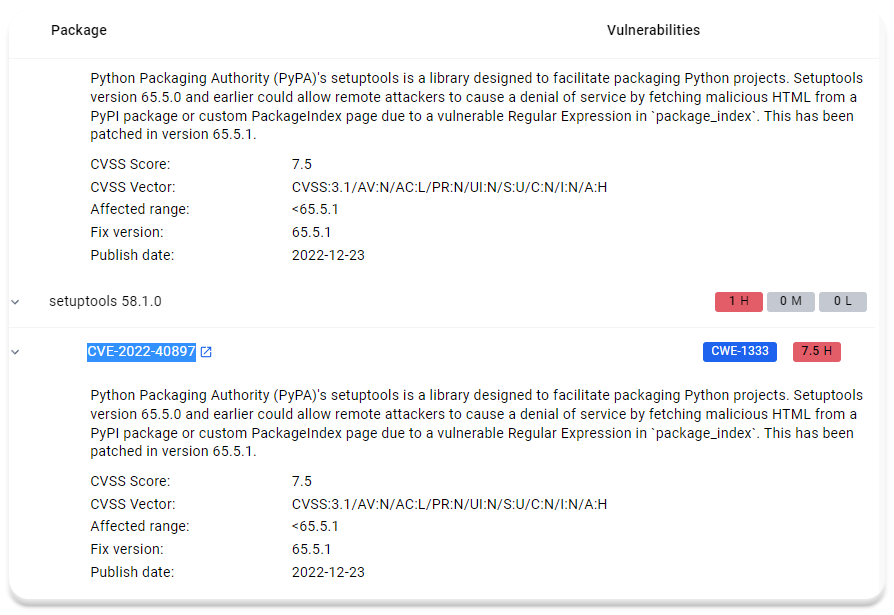 Package Vulnerabilities
Python Packaging Authority (PyPA)'s setuptools is a library designed to facilitate packaging Python projects. Setuptools
version 65.5.0 and earlier could allow remote attackers to cause a denial of service by fetching malicious HTML from a
PyPI package or custom PackageIndex page due to a vulnerable Regular Expression in `package_index`. This has been
patched in version 65.5.1.
CVSS Score: 7.5
CVSS Vector: CVSS:3.1/AV:N/AC:L/PR:N/UI:N/S:U/C:N/I:N/A:H
Affected range: <65.5.1
Fix version: 65.5.1
Publish date: 2022-12-23
setuptools 58.1.0 1 H 0 M 0 L
CVE-2022-40897 CWE-1333 7.5 H
Python Packaging Authority (PyPA)'s setuptools is a library designed to facilitate packaging Python projects. Setuptools
version 65.5.0 and earlier could allow remote attackers to cause a denial of service by fetching malicious HTML from a
PyPI package or custom PackageIndex page due to a vulnerable Regular Expression in `package_index`. This has been
patched in version 65.5.1.
CVSS Score: 7.5
CVSS Vector: CVSS:3.1/AV:N/AC:L/PR:N/UI:N/S:U/C:N/I:N/A:H
Affected range: <65.5.1
Fix version: 65.5.1
Publish date: 2022-12-23